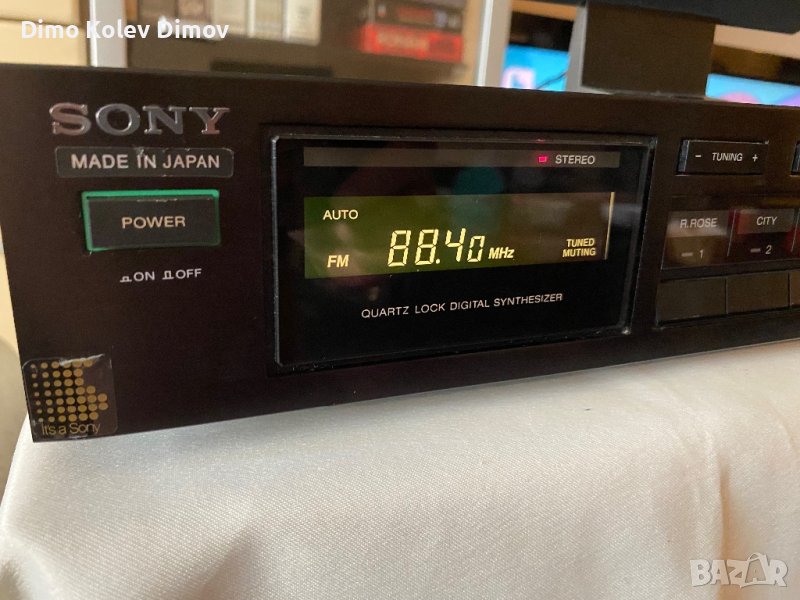 Dimo Kolev Dimov
SONY
MADE IN JAPAN
POWER
ON OFF
STEREO
AUTO
FM 88.40 MHz
TUNED
MUTING
QUARTZ LOCK DIGITAL SYNTHESIZER
− TUNING +
R.ROSE
CITY
– 1
– 2
It's a Sony
BAZAR